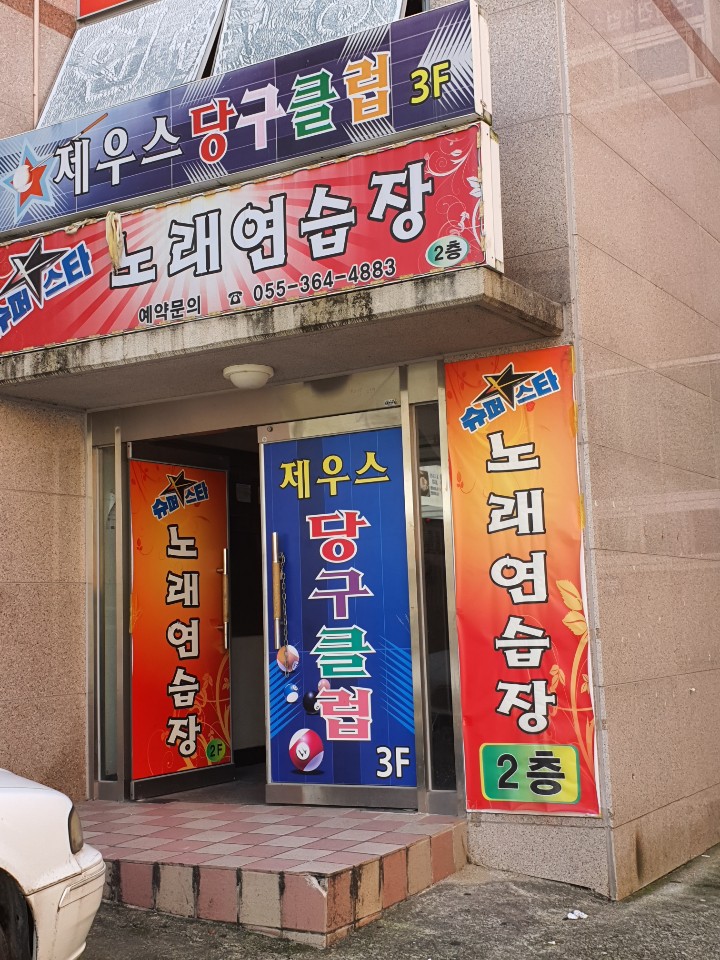 제우스 당구클럽 3F
슈퍼스타 노래연습장 2층
예약문의 ☎ 055-364-4883
슈퍼스타
노래연습장
2F
제우스
당구클럽
3F
슈퍼스타
노래연습장
2층